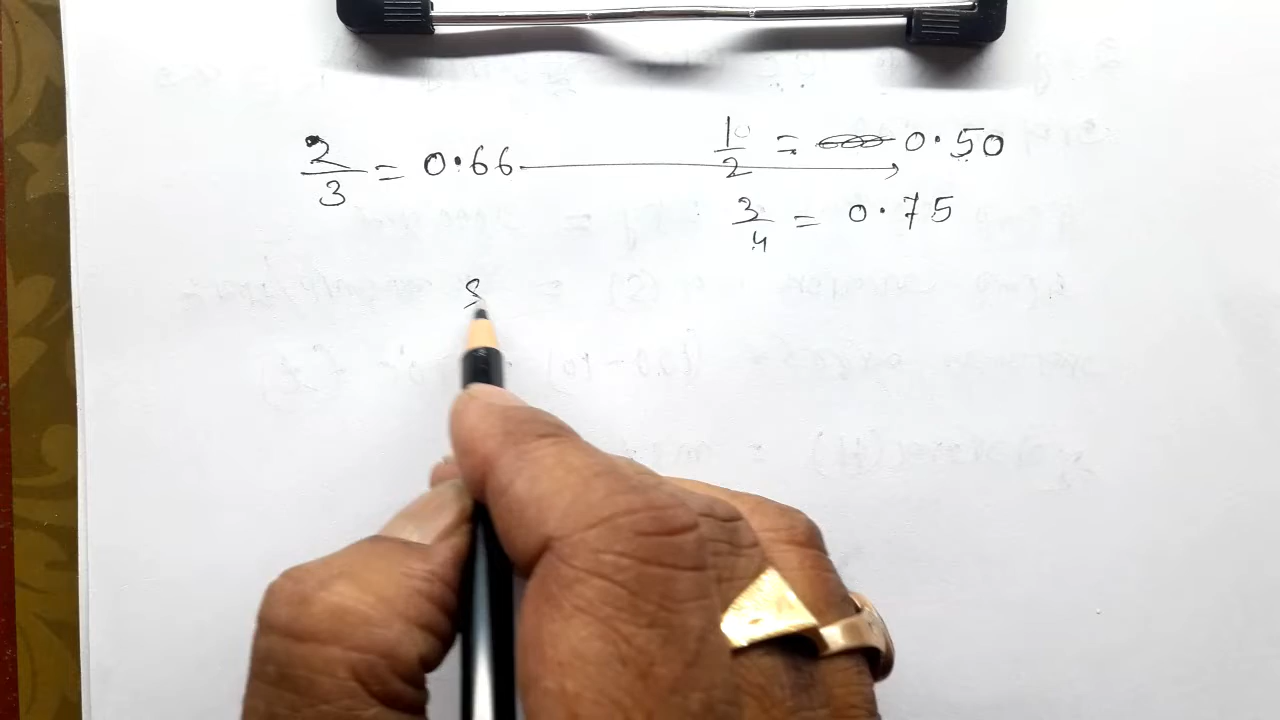 2/3 = 0.66
1/2 = 0.50
3/4 = 0.75
S